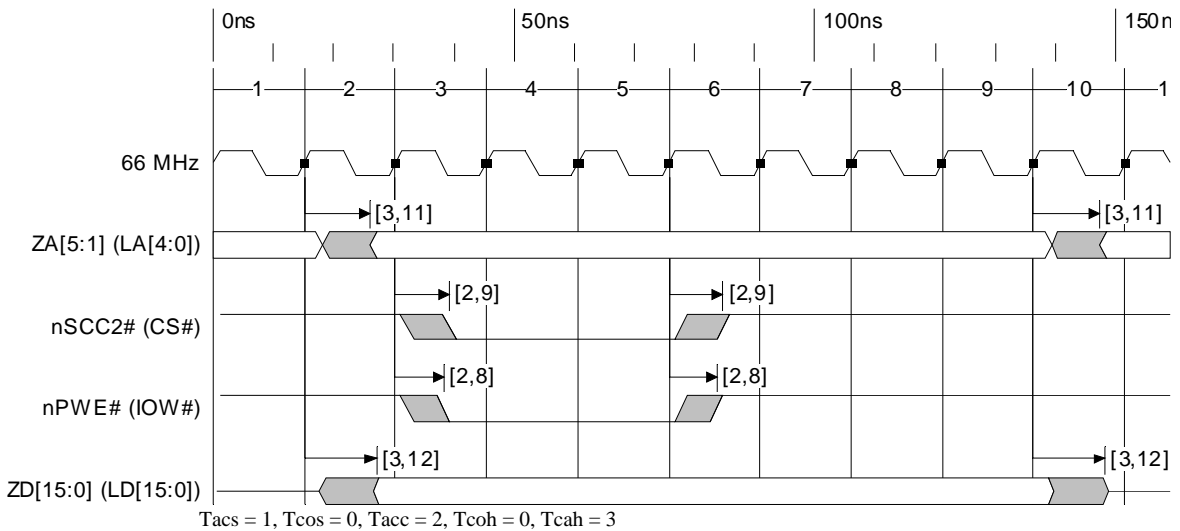 0ns 50ns 100ns 150n
1 2 3 4 5 6 7 8 9 10 1
66 MHz
[3,11] [3,11]
ZA[5:1] (LA[4:0])
[2,9] [2,9]
nSCC2# (CS#)
[2,8] [2,8]
nPWE# (IOW#)
[3,12] [3,12]
ZD[15:0] (LD[15:0])
Tacs = 1, Tcos = 0, Tacc = 2, Tcoh = 0, Tcah = 3